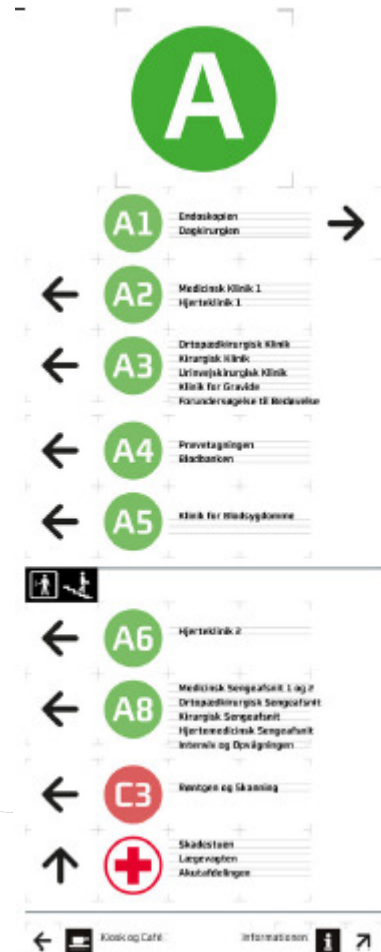 A
A1
Endoskopien
Dagkirurgien
A2
Medicinsk Klinik 1
Hjerteklinik 1
A3
Ortopædkirurgisk Klinik
Kirurgisk Klinik
Urinvejskirurgisk Klinik
Klinik for Gravide
Forundersøgelse til Bedøvelse
A4
Prøvetagningen
Blodbanken
A5
Klinik for Blodsygdomme
A6
Hjerteklinik 2
A8
Medicinsk Sengeafsnit 1 og 2
Ortopædkirurgisk Sengeafsnit
Kirurgisk Sengeafsnit
Hjertemedicinsk Sengeafsnit
Intensiv og Opvågningen
C3
Røntgen og Skanning
Skadestuen
Lægevagten
Akutafdelingen
Kiosk og Café
Informationen i